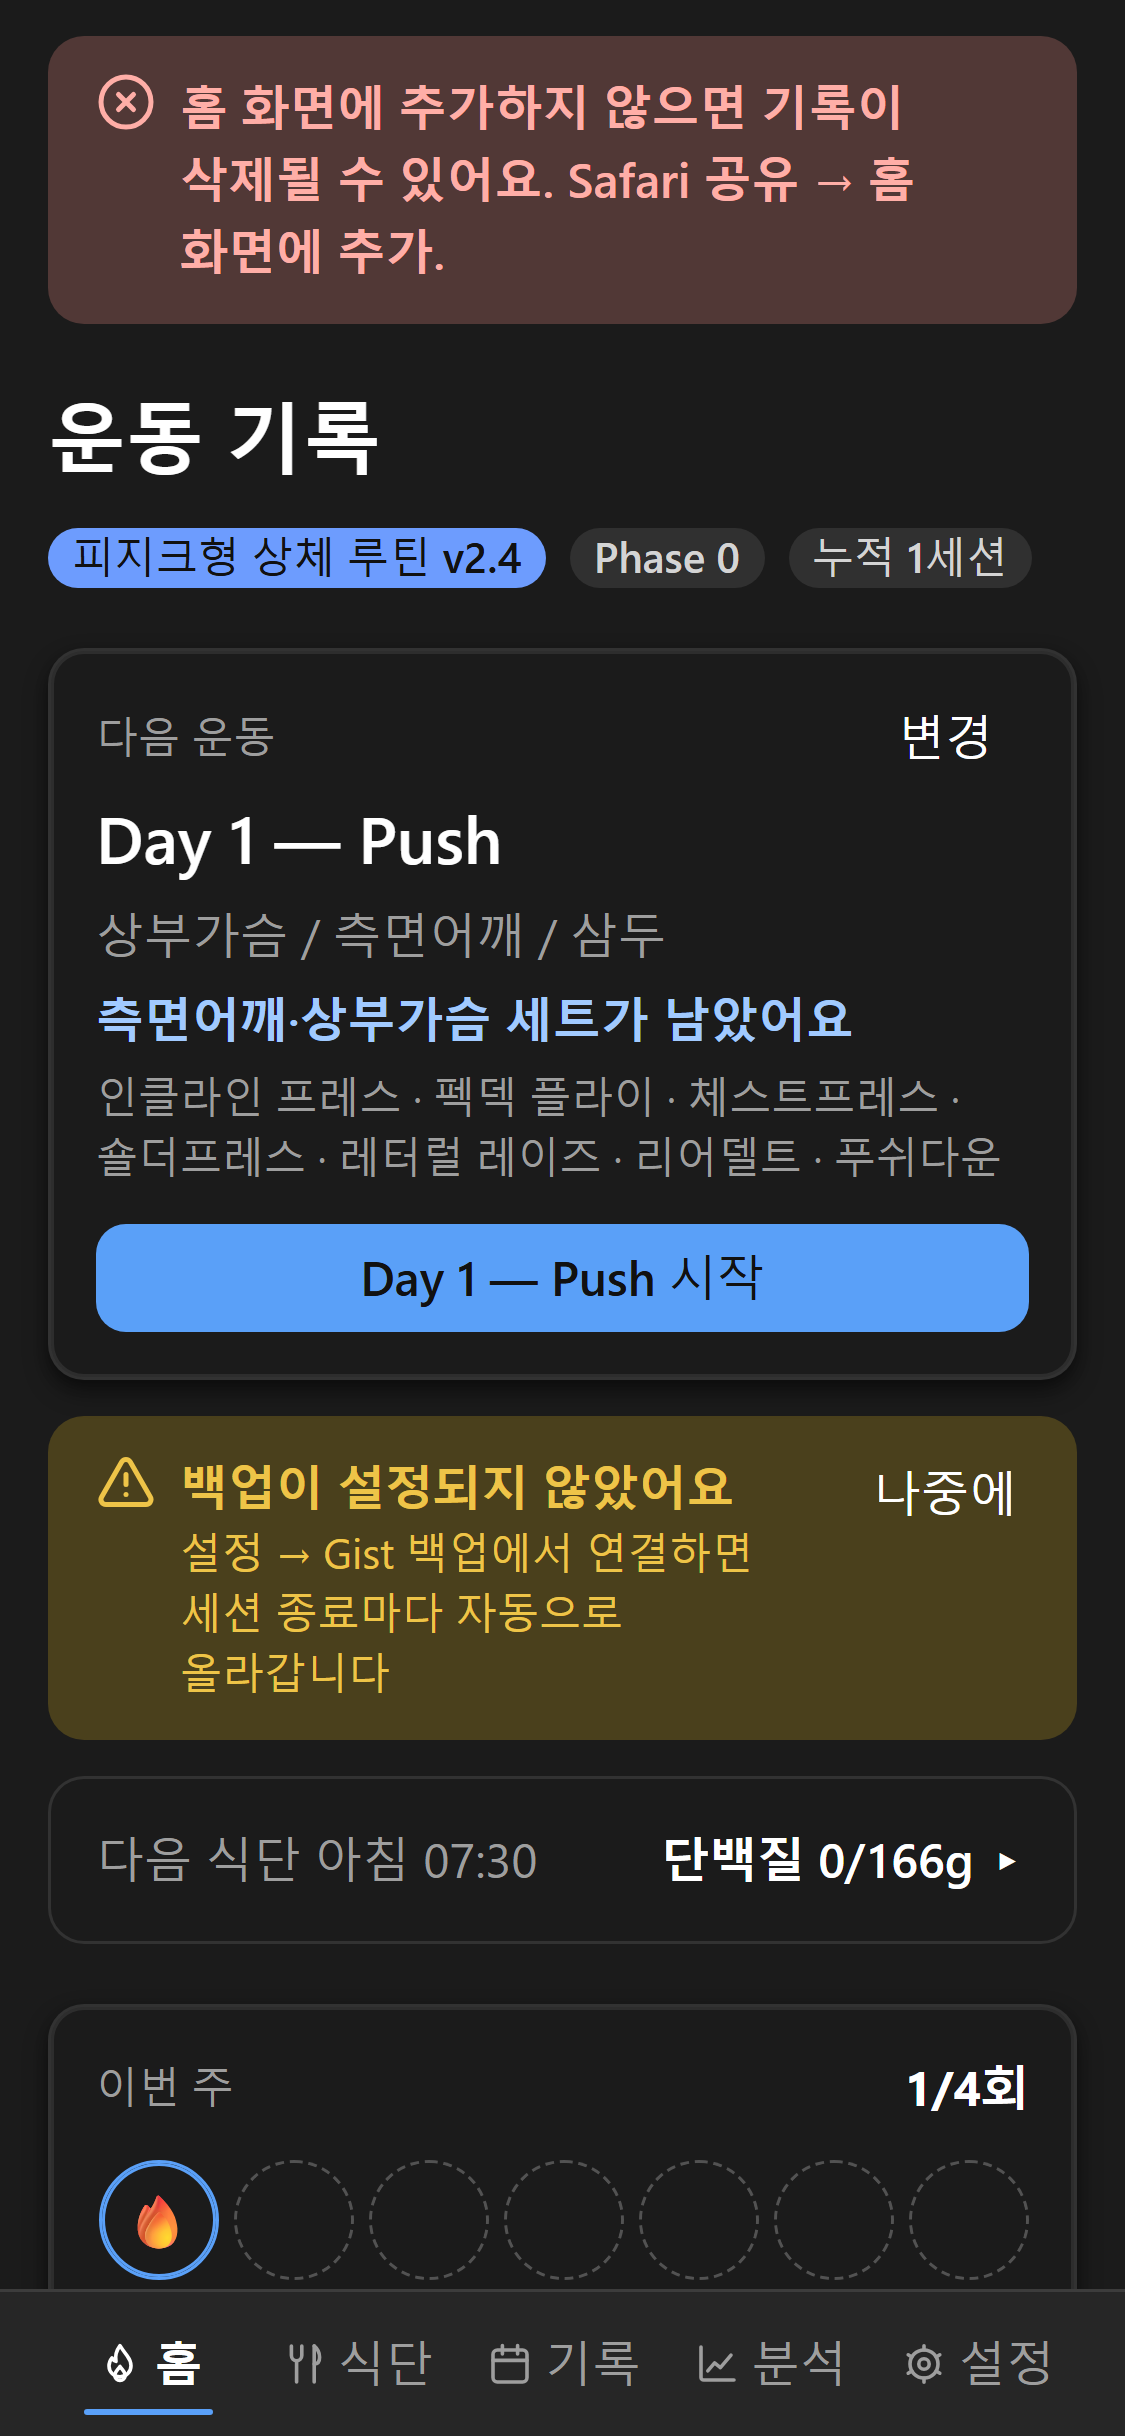 홈 화면에 추가하지 않으면 기록이
삭제될 수 있어요. Safari 공유 → 홈
화면에 추가.
운동 기록
피지크형 상체 루틴 v2.4
Phase 0
누적 1세션
다음 운동
변경
Day 1 — Push
상부가슴 / 측면어깨 / 삼두
측면어깨·상부가슴 세트가 남았어요
인클라인 프레스 · 펙덱 플라이 · 체스트프레스 ·
숄더프레스 · 레터럴 레이즈 · 리어델트 · 푸쉬다운
Day 1 — Push 시작
백업이 설정되지 않았어요
나중에
설정 → Gist 백업에서 연결하면
세션 종료마다 자동으로
올라갑니다
다음 식단 아침 07:30
단백질 0/166g ▸
이번 주
1/4회
홈
식단
기록
분석
설정